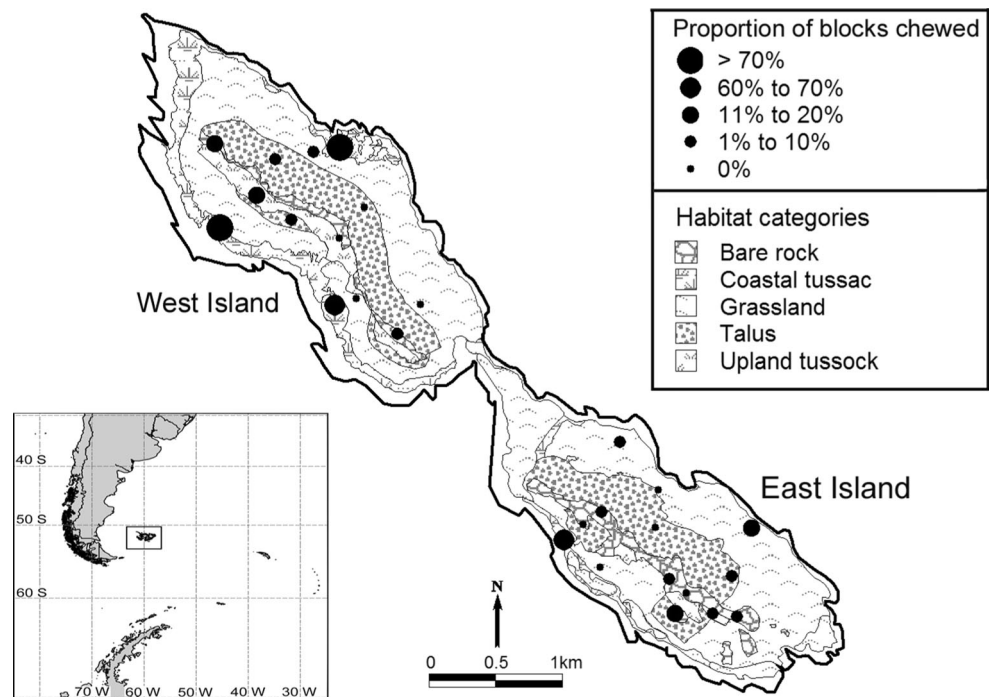 Proportion of blocks chewed
> 70%
60% to 70%
11% to 20%
1% to 10%
0%
Habitat categories
Bare rock
Coastal tussac
Grassland
Talus
Upland tussock
West Island
East Island
40 S
50 S
60 S
70 W 60 W 50 W 40 W 30 W
N
0 0.5 1km